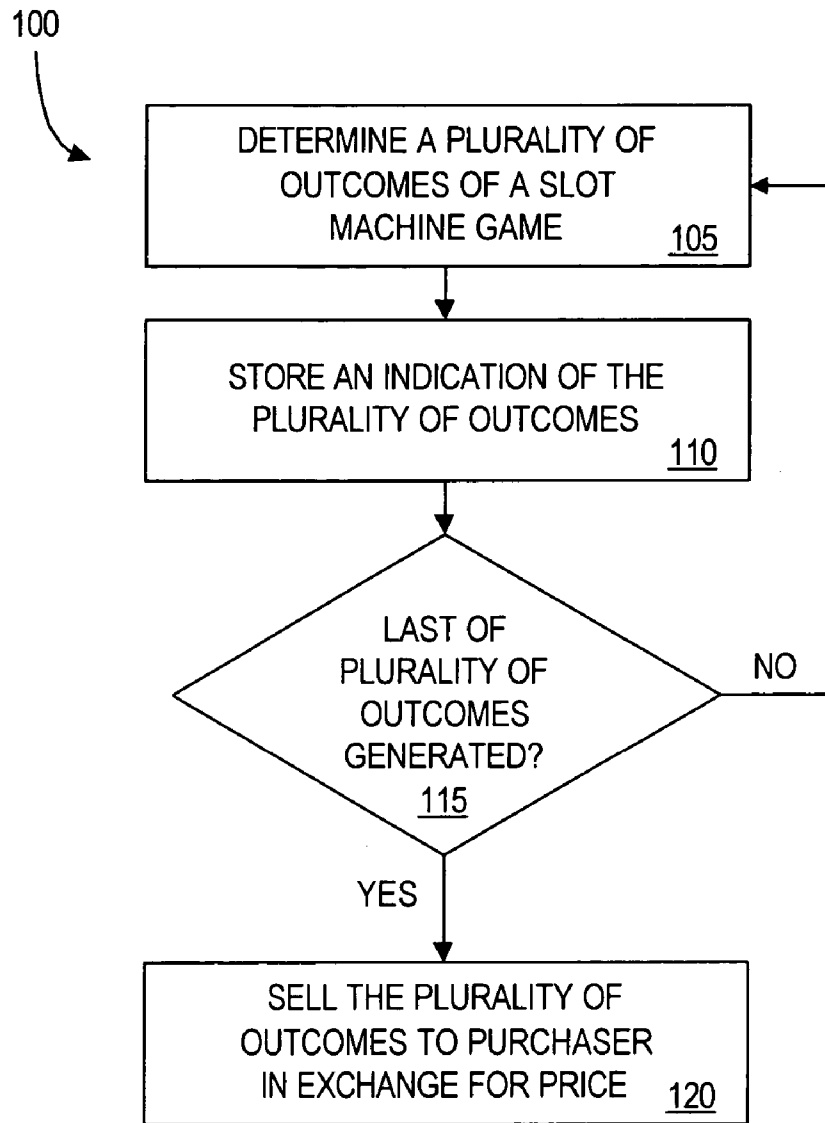 100
DETERMINE A PLURALITY OF
OUTCOMES OF A SLOT
MACHINE GAME
105
STORE AN INDICATION OF THE
PLURALITY OF OUTCOMES
110
LAST OF
PLURALITY OF
OUTCOMES
GENERATED?
115
NO
YES
SELL THE PLURALITY OF
OUTCOMES TO PURCHASER
IN EXCHANGE FOR PRICE
120